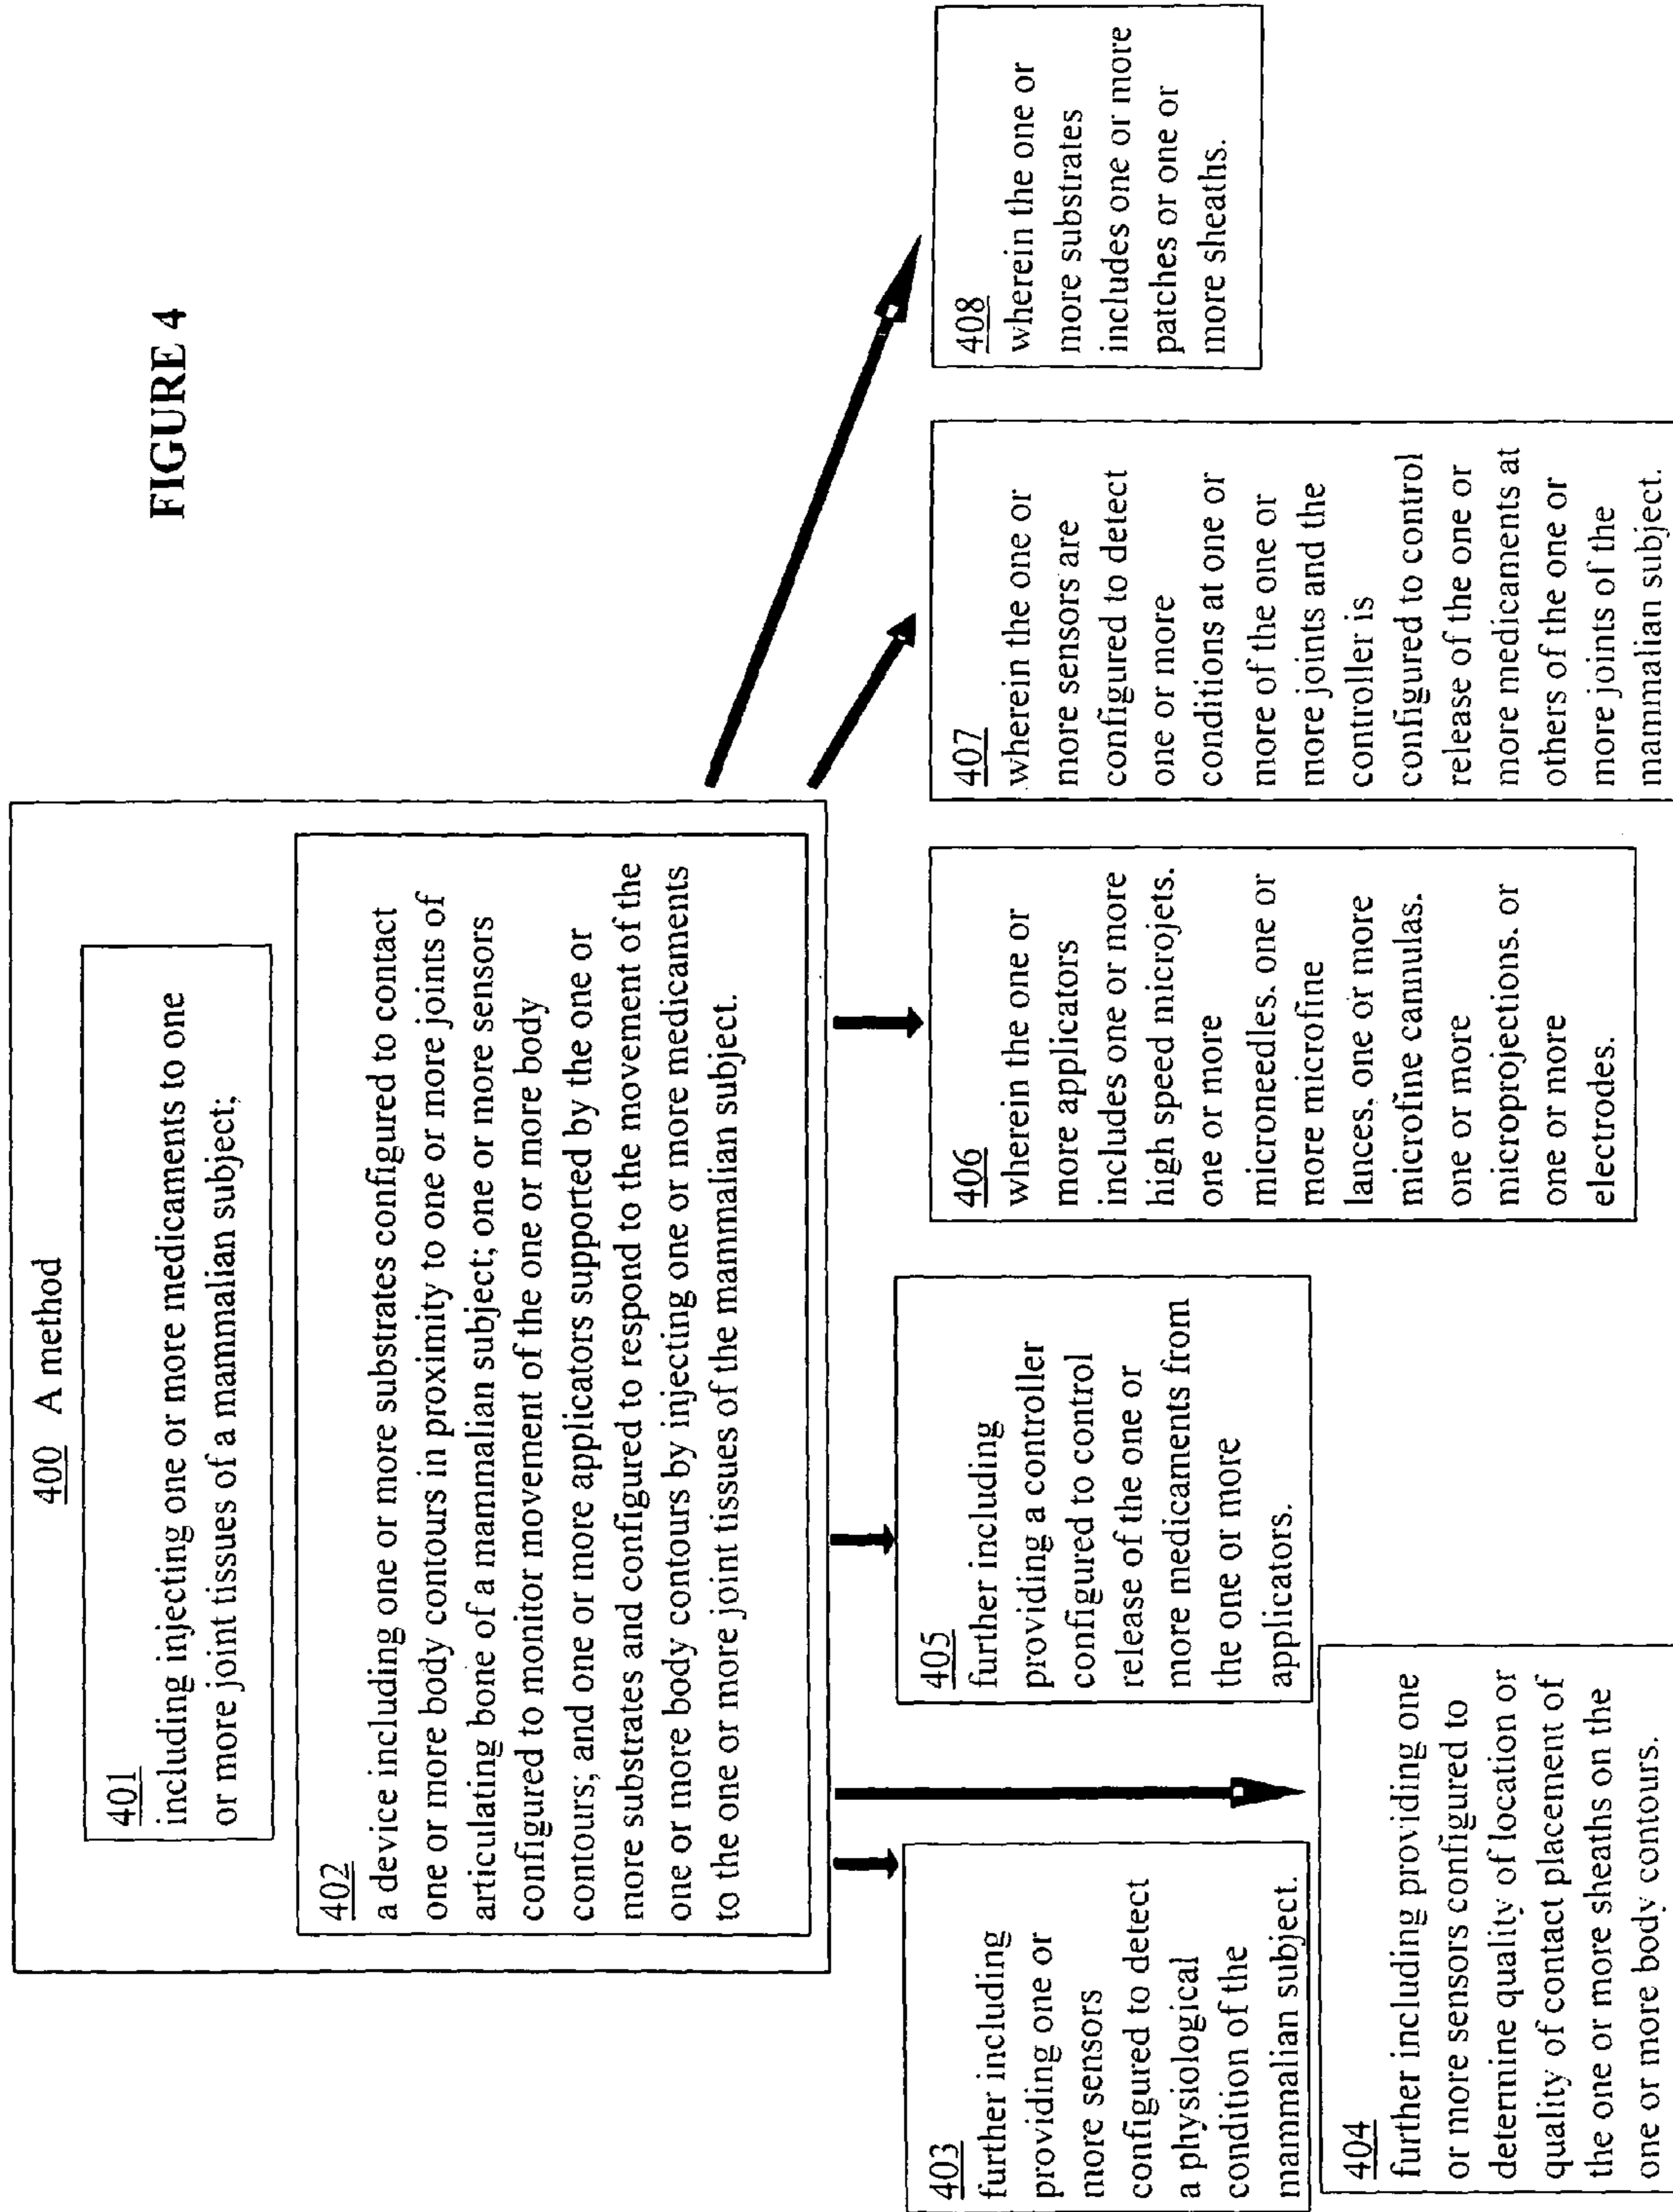 FIGURE 4
400 A method
401
including injecting one or more medicaments to one
or more joint tissues of a mammalian subject;
402
a device including one or more substrates configured to contact
one or more body contours in proximity to one or more joints of
articulating bone of a mammalian subject; one or more sensors
configured to monitor movement of the one or more body
contours; and one or more applicators supported by the one or
more substrates and configured to respond to the movement of the
one or more body contours by injecting one or more medicaments
to the one or more joint tissues of the mammalian subject.
403
further including
providing one or
more sensors
configured to detect
a physiological
condition of the
mammalian subject.
404
further including providing one
or more sensors configured to
determine quality of location or
quality of contact placement of
the one or more sheaths on the
one or more body contours.
405
further including
providing a controller
configured to control
release of the one or
more medicaments from
the one or more
applicators.
406
wherein the one or
more applicators
includes one or more
high speed microjets.
one or more
microneedles. one or
more microfine
lances. one or more
microfine cannulas.
one or more
microprojections. or
one or more
electrodes.
407
wherein the one or
more sensors are
configured to detect
one or more
conditions at one or
more of the one or
more joints and the
controller is
configured to control
release of the one or
more medicaments at
others of the one or
more joints of the
mammalian subject.
408
wherein the one or
more substrates
includes one or more
patches or one or
more sheaths.